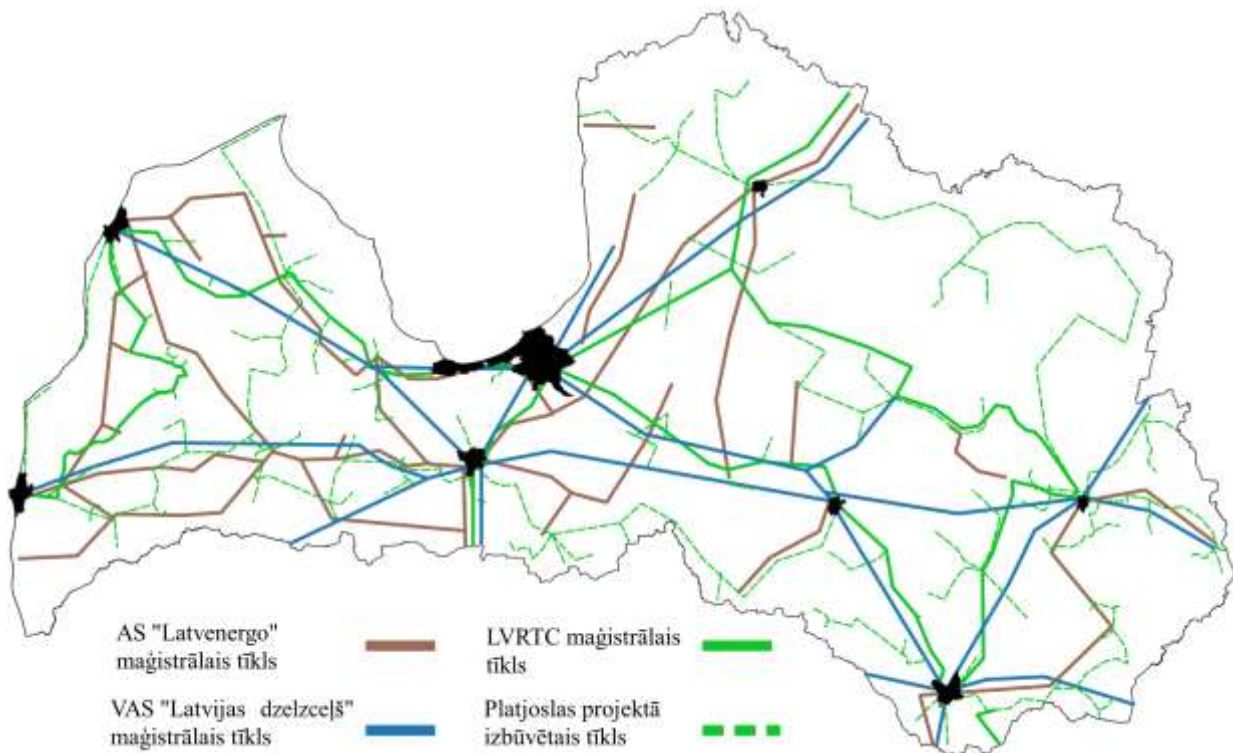 AS "Latvenergo"
maģistrālais tīkls
LVRTC maģistrālais
tīkls
VAS "Latvijas dzelzceļš"
maģistrālais tīkls
Platjoslas projektā
izbūvētais tīkls